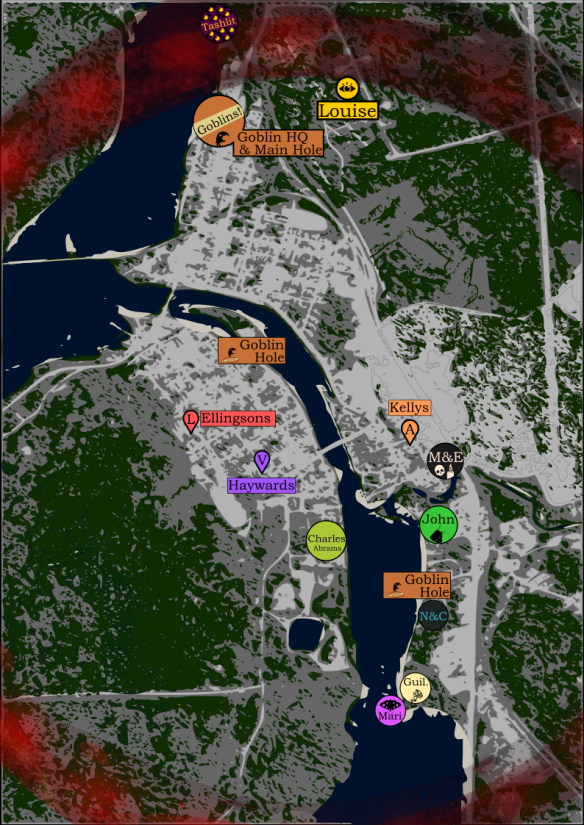 Tashlit
Louise
Goblins!
Goblin HQ
& Main Hole
Goblin
Hole
Kellys
A
L Ellingsons
M&E
V
Haywards
John
Charles
Abrams
Goblin
Hole
N&C
Guil.
Mari